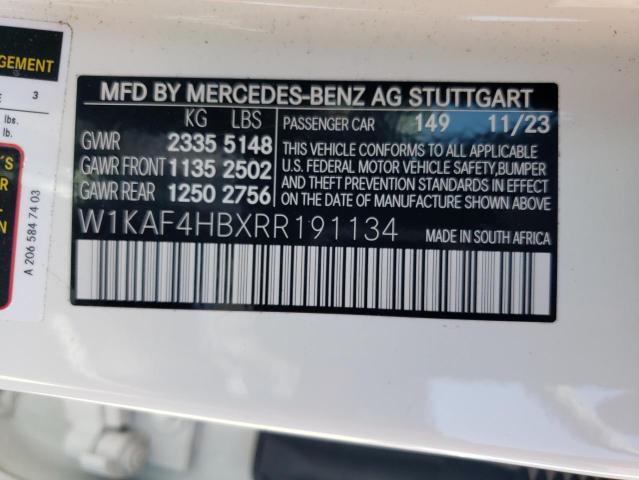 GEMENT
E 3
lbs.
lb.
'S
R
A 206 584 74 03
MFD BY MERCEDES-BENZ AG STUTTGART
KG LBS
GVWR 2335 5148
GAWR FRONT 1135 2502
GAWR REAR 1250 2756
PASSENGER CAR 149 11/23
THIS VEHICLE CONFORMS TO ALL APPLICABLE
U.S. FEDERAL MOTOR VEHICLE SAFETY,BUMPER
AND THEFT PREVENTION STANDARDS IN EFFECT
ON DATE OF MANUFACTURE SHOWN ABOVE.
W1KAF4HBXRR191134 MADE IN SOUTH AFRICA